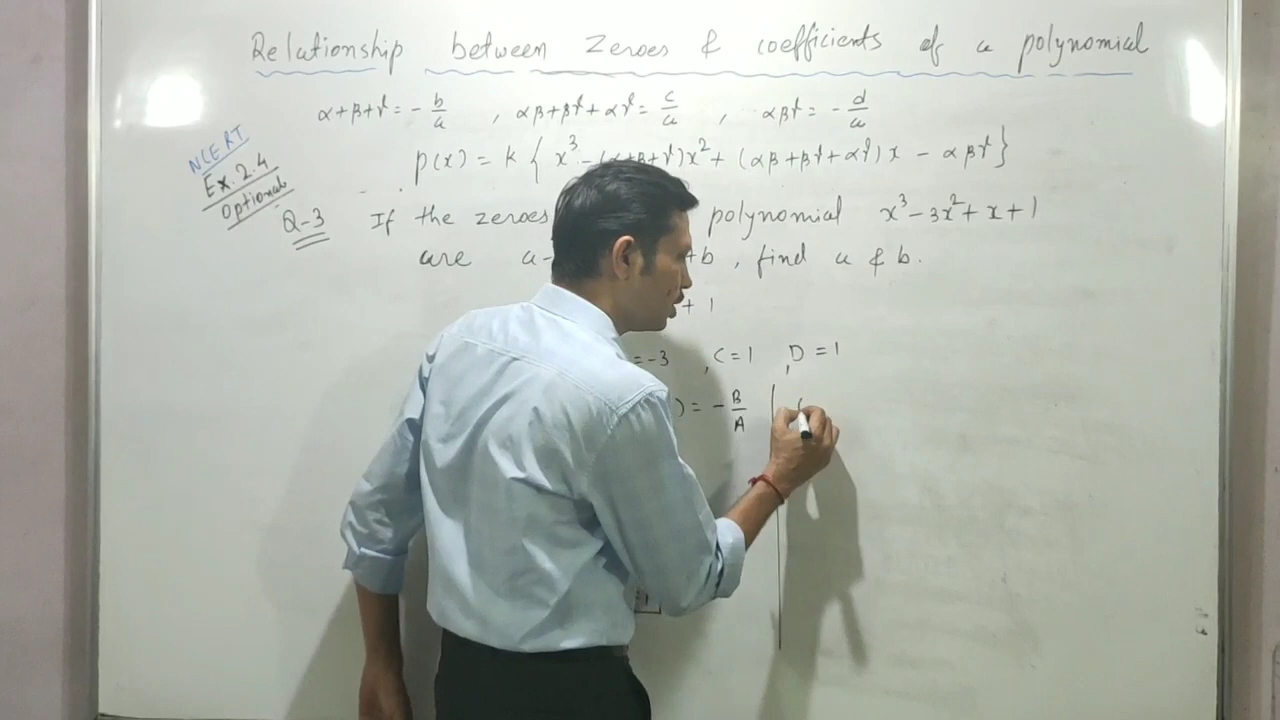 Relationship between Zeroes & coefficients of a polynomial
α+β+γ = -b/a , αβ+βγ+αγ = c/a , αβγ = -d/a
NCERT
Ex. 2.4
Optional
p(x) = k { x³ - (α+β+γ)x² + (αβ+βγ+αγ)x - αβγ }
Q-3 If the zeroes polynomial x³-3x²+x+1
are a- +b , find a & b.
+ 1
=-3 , C=1 , D=1
) = -B/A
=1